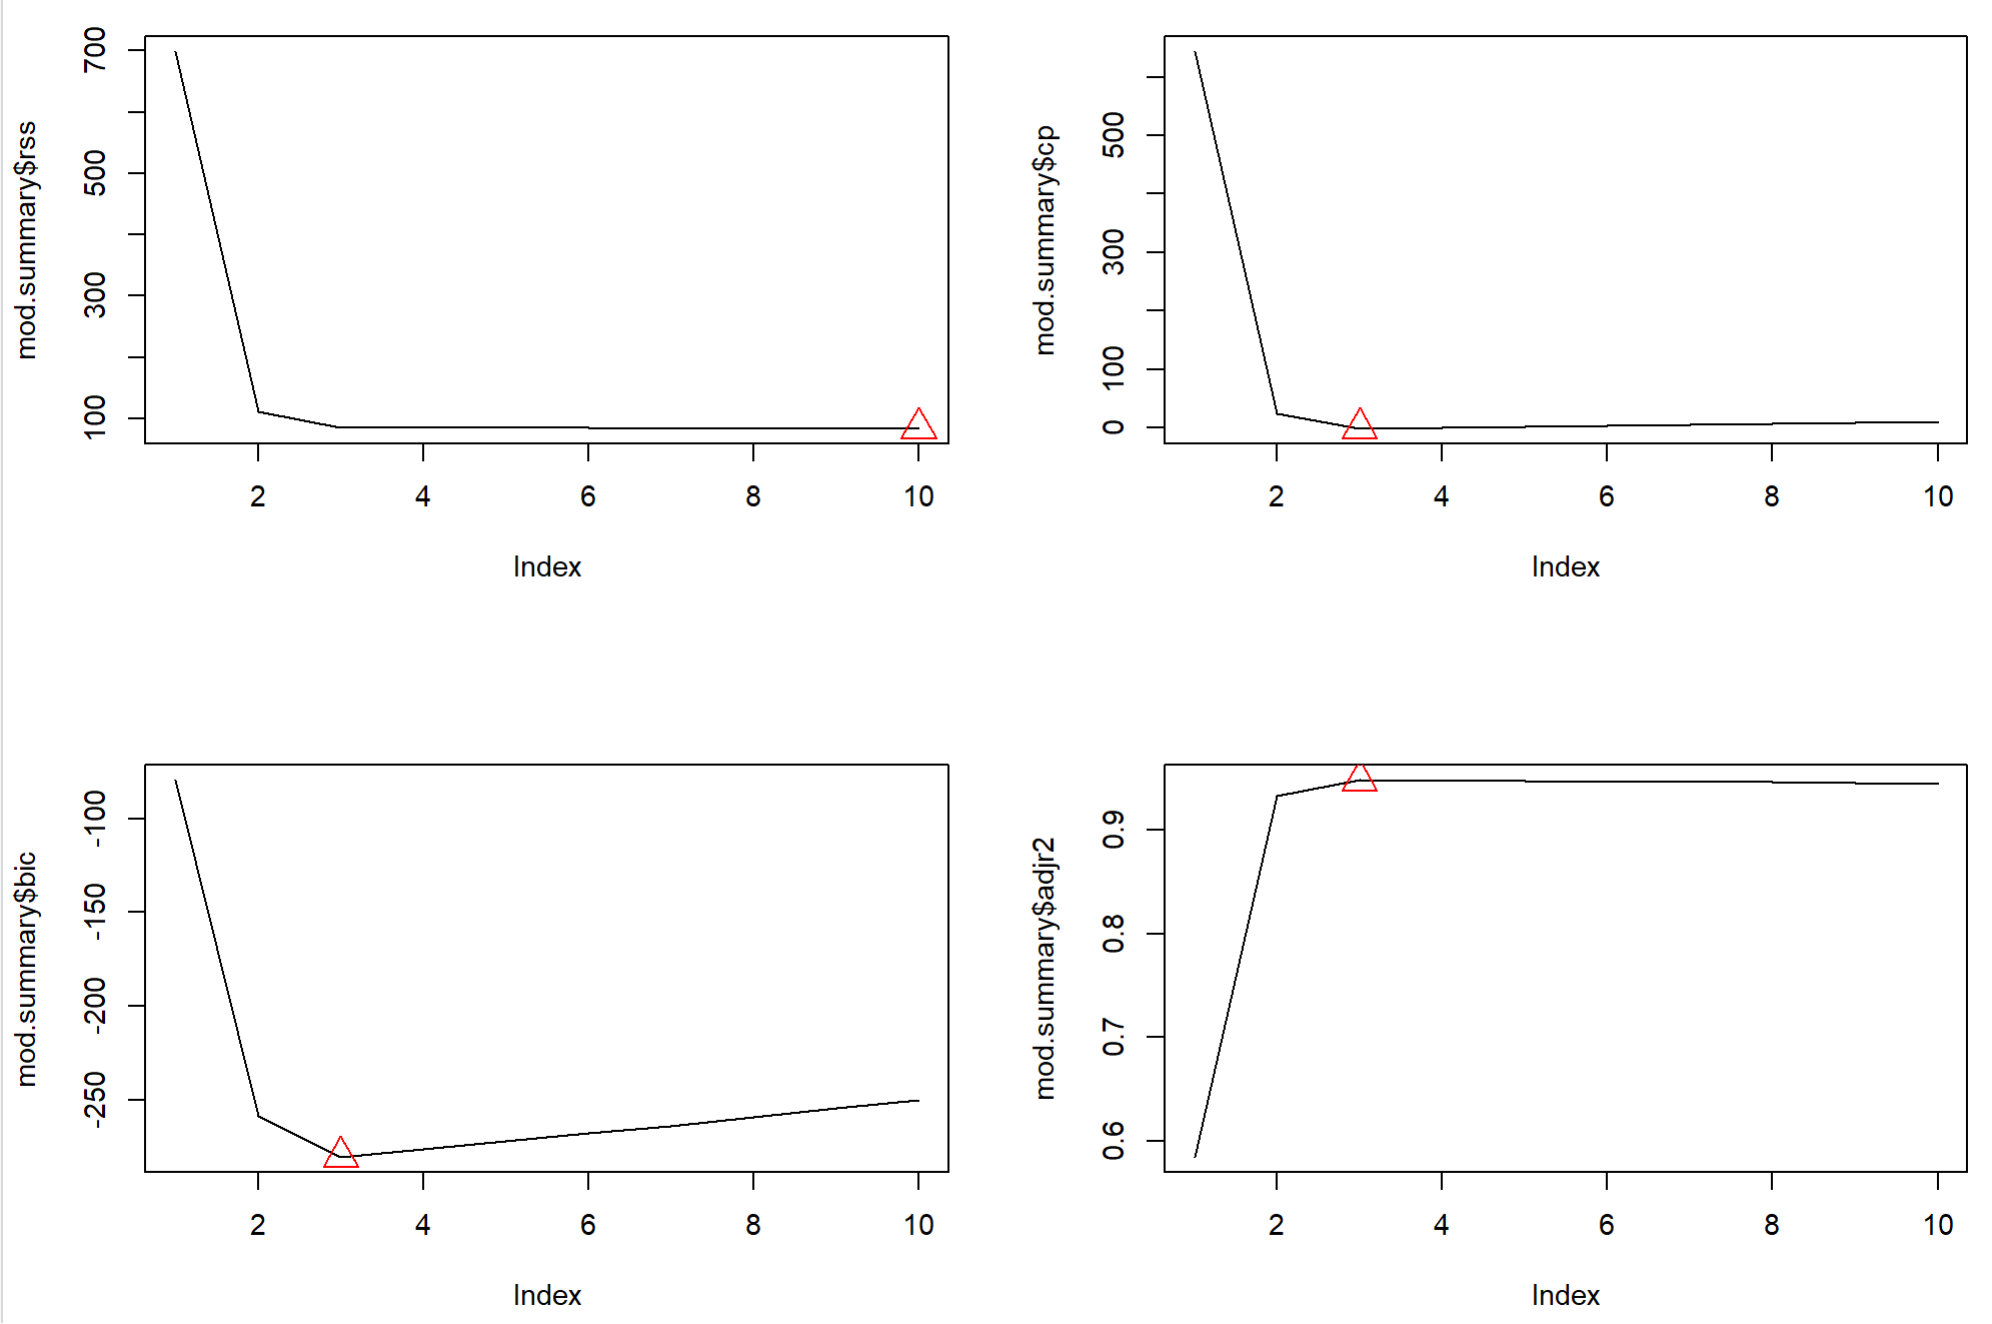 mod.summary$rss
700
500
300
100
2 4 6 8 10
Index
mod.summary$cp
500
300
100
0
2 4 6 8 10
Index
mod.summary$bic
-100
-150
-200
-250
2 4 6 8 10
Index
mod.summary$adjr2
0.9
0.8
0.7
0.6
2 4 6 8 10
Index